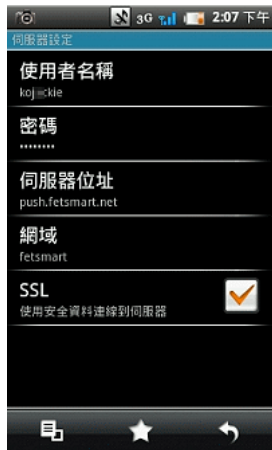 3G 2:07 下午
伺服器設定
使用者名稱
密碼
••••••••
伺服器位址
push.fetsmart.net
網域
fetsmart
SSL
使用安全資料連線到伺服器